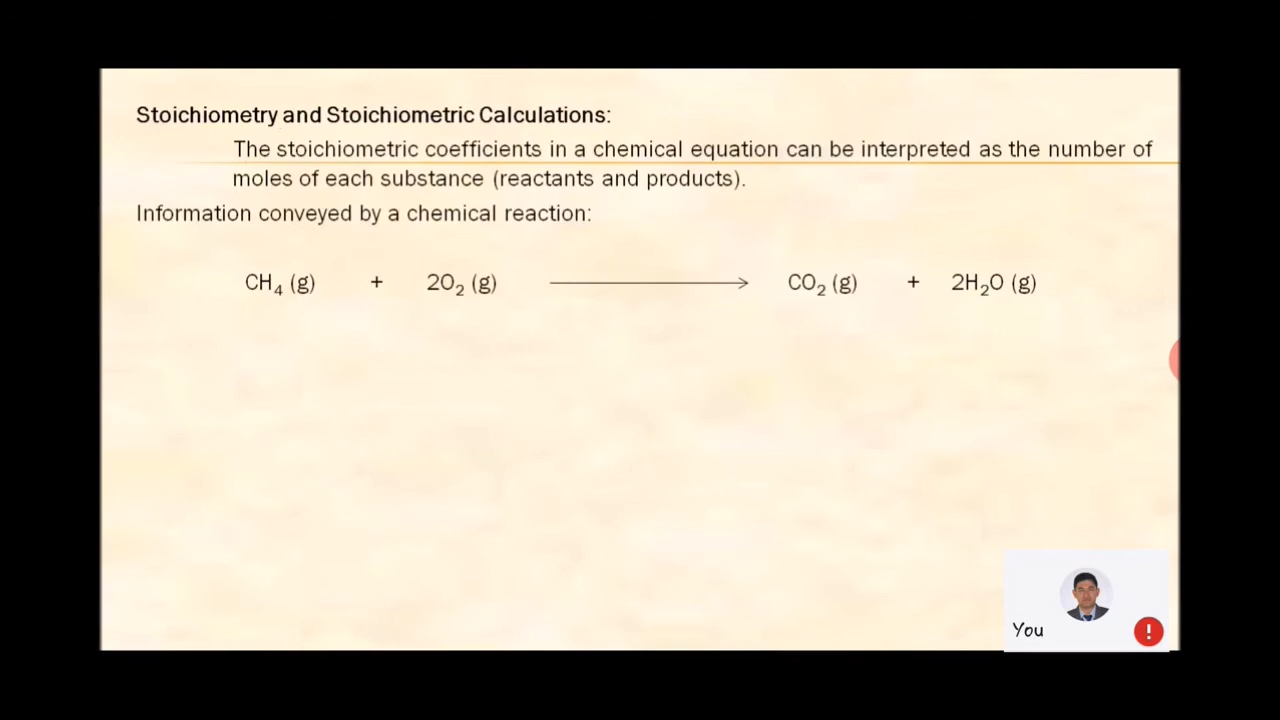 Stoichiometry and Stoichiometric Calculations:
The stoichiometric coefficients in a chemical equation can be interpreted as the number of
moles of each substance (reactants and products).
Information conveyed by a chemical reaction:
CH₄ (g) + 2O₂ (g) ⟶ CO₂ (g) + 2H₂O (g)
You
!